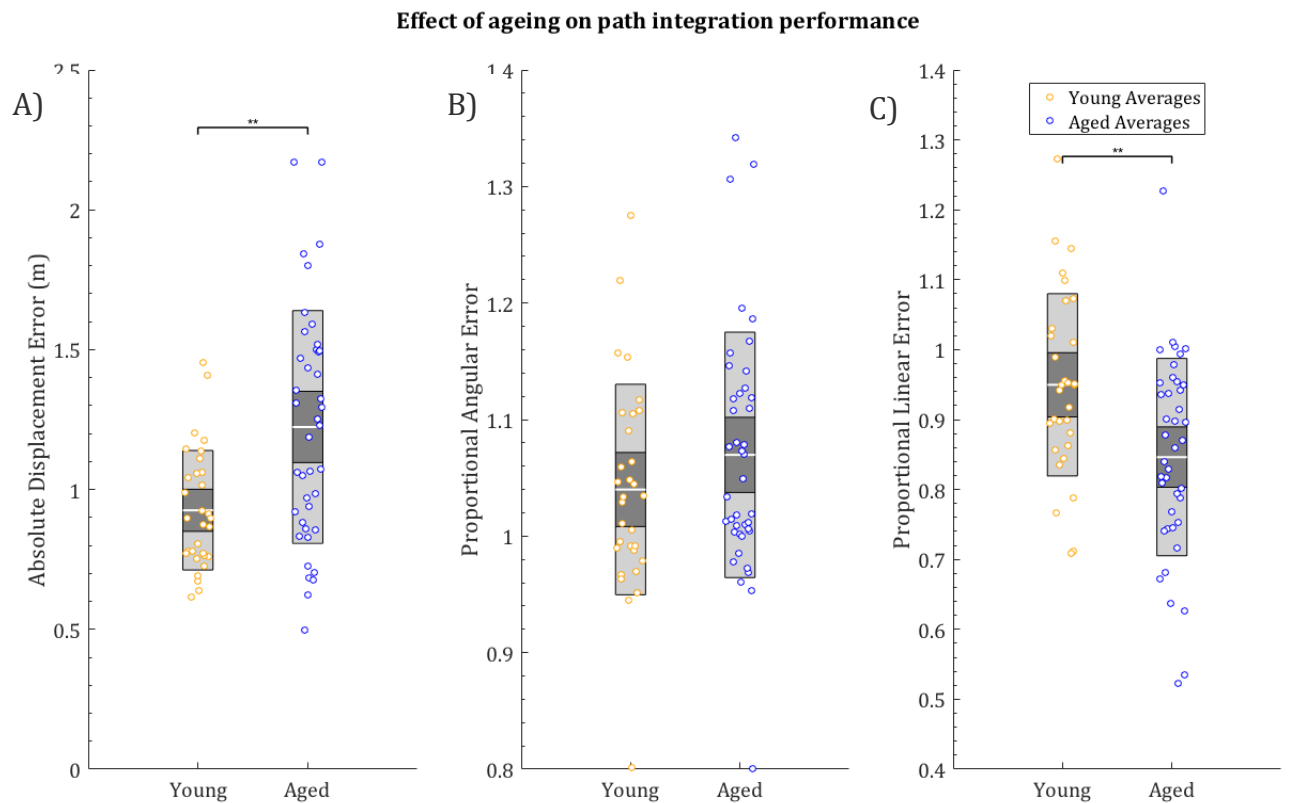 Effect of ageing on path integration performance
A)
Absolute Displacement Error (m)
2.5
2
1.5
1
0.5
0
**
Young
Aged
B)
Proportional Angular Error
1.4
1.3
1.2
1.1
1
0.9
0.8
Young
Aged
C)
Proportional Linear Error
1.4
1.3
1.2
1.1
1
0.9
0.8
0.7
0.6
0.5
0.4
Young Averages
Aged Averages
**
Young
Aged